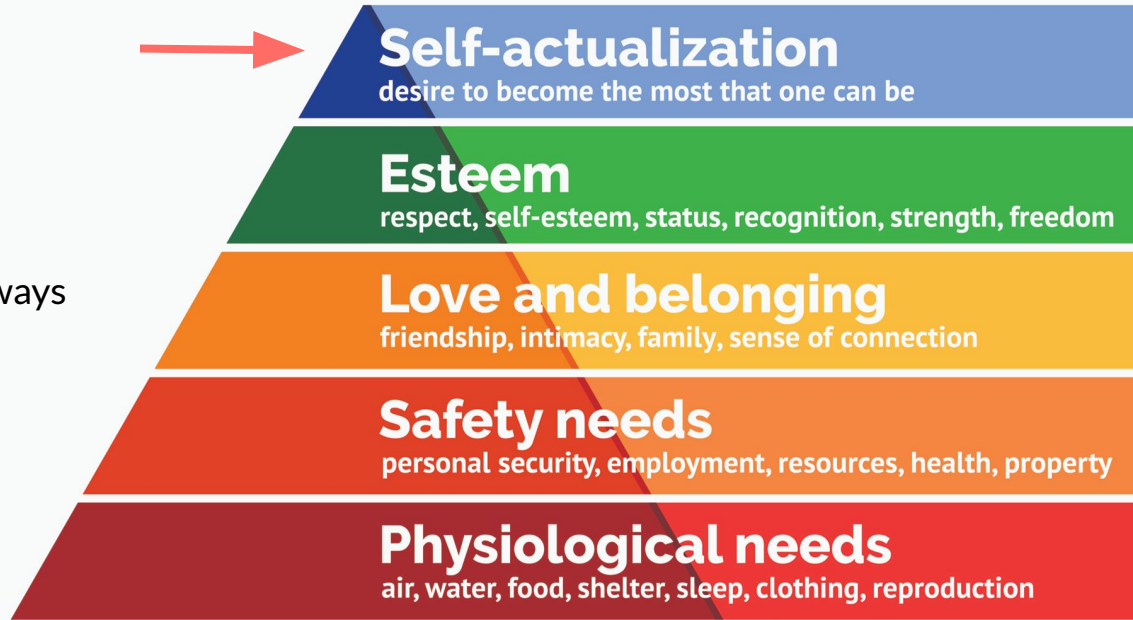 Self-actualization
desire to become the most that one can be
Esteem
respect, self-esteem, status, recognition, strength, freedom
Love and belonging
friendship, intimacy, family, sense of connection
Safety needs
personal security, employment, resources, health, property
Physiological needs
air, water, food, shelter, sleep, clothing, reproduction